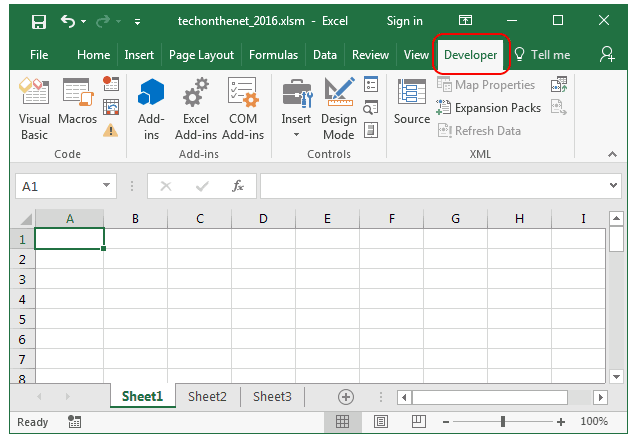 techonthenet_2016.xlsm - Excel Sign in
File Home Insert Page Layout Formulas Data Review View Developer Tell me
Visual Basic
Macros
Code
Add-ins
Excel Add-ins
COM Add-ins
Add-ins
Insert
Design Mode
Controls
Source
Map Properties
Expansion Packs
Refresh Data
XML
A1 fx
A B C D E F G H I
1
2
3
4
5
6
7
8
Sheet1 Sheet2 Sheet3
Ready 100%